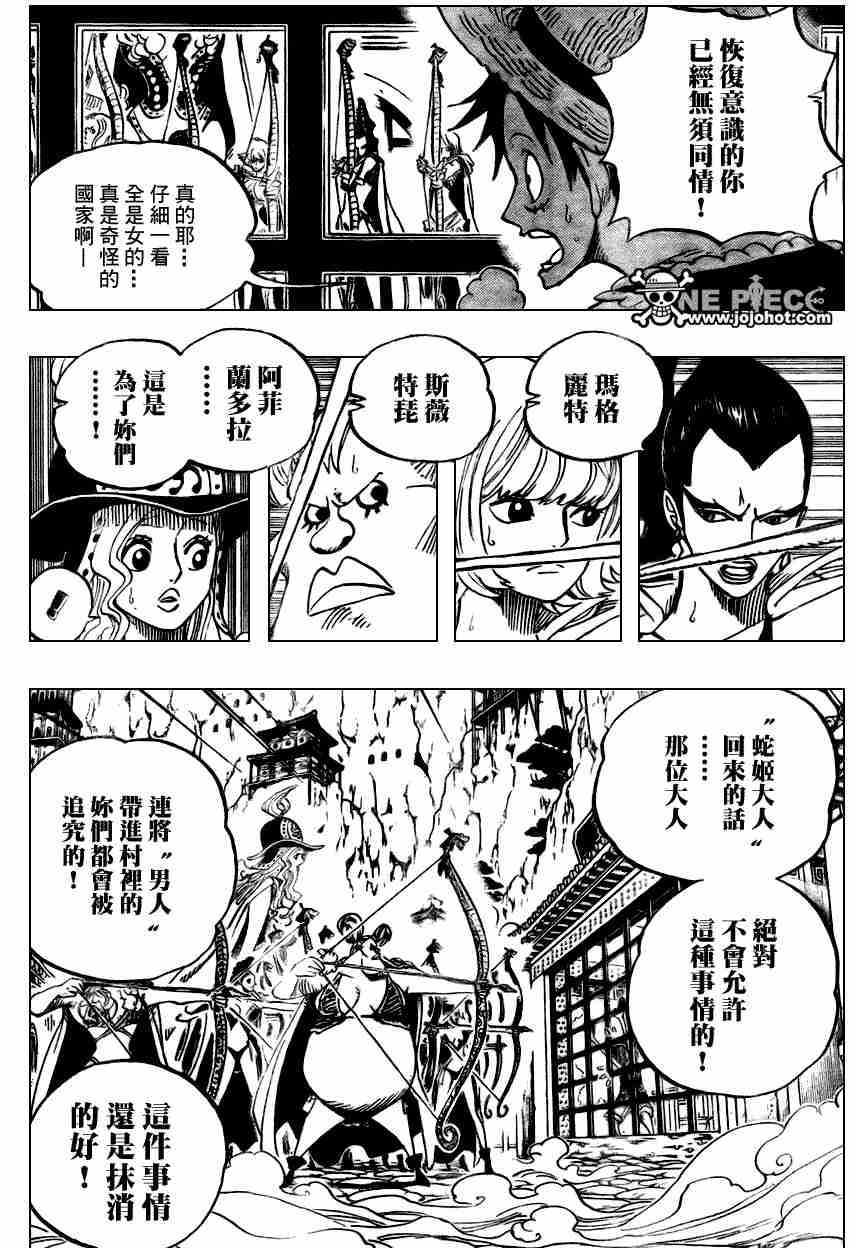 恢復意識的你
已經無須同情！
真的耶…
仔細一看
全是女的…
真是奇怪的
國家啊—
ONE PIECE
www.jojohot.com
瑪格
麗特
斯薇
特琵
阿菲
蘭多拉
……
這是
為了妳們
……！
〝蛇姬大人〞
回來的話
……
那位大人
絕對
不會允許
這種事情的！
連將〝男人〞
帶進村裡的
妳們都會被
追究的！
這件事情
還是抹消
的好！